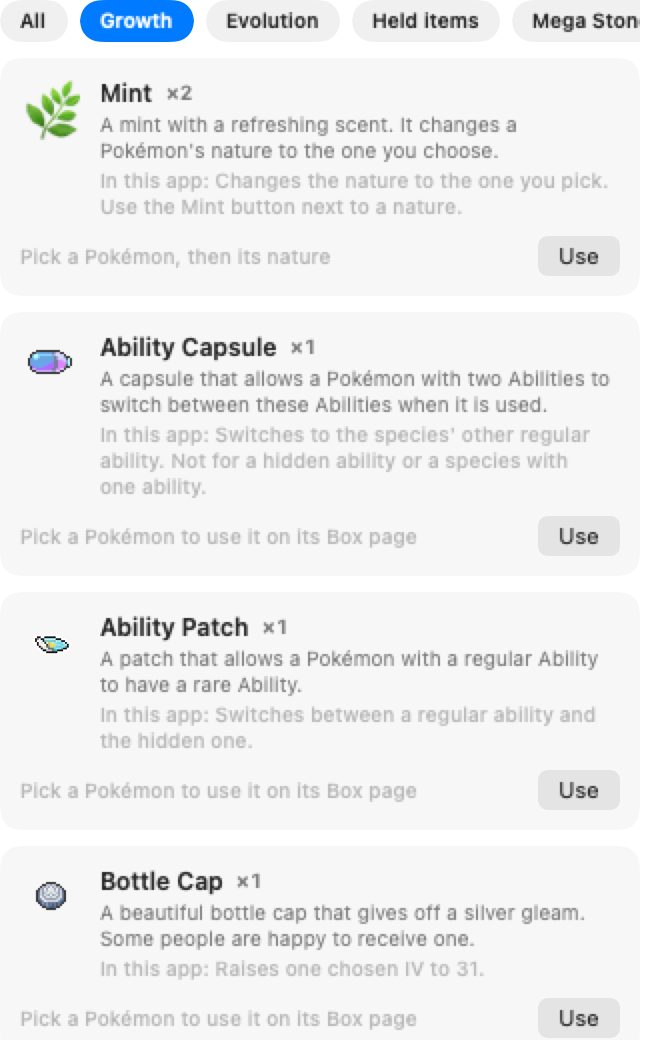 All Growth Evolution Held items Mega Ston
Mint ×2
A mint with a refreshing scent. It changes a
Pokémon's nature to the one you choose.
In this app: Changes the nature to the one you pick.
Use the Mint button next to a nature.
Pick a Pokémon, then its nature Use
Ability Capsule ×1
A capsule that allows a Pokémon with two Abilities to
switch between these Abilities when it is used.
In this app: Switches to the species' other regular
ability. Not for a hidden ability or a species with
one ability.
Pick a Pokémon to use it on its Box page Use
Ability Patch ×1
A patch that allows a Pokémon with a regular Ability
to have a rare Ability.
In this app: Switches between a regular ability and
the hidden one.
Pick a Pokémon to use it on its Box page Use
Bottle Cap ×1
A beautiful bottle cap that gives off a silver gleam.
Some people are happy to receive one.
In this app: Raises one chosen IV to 31.
Pick a Pokémon to use it on its Box page Use